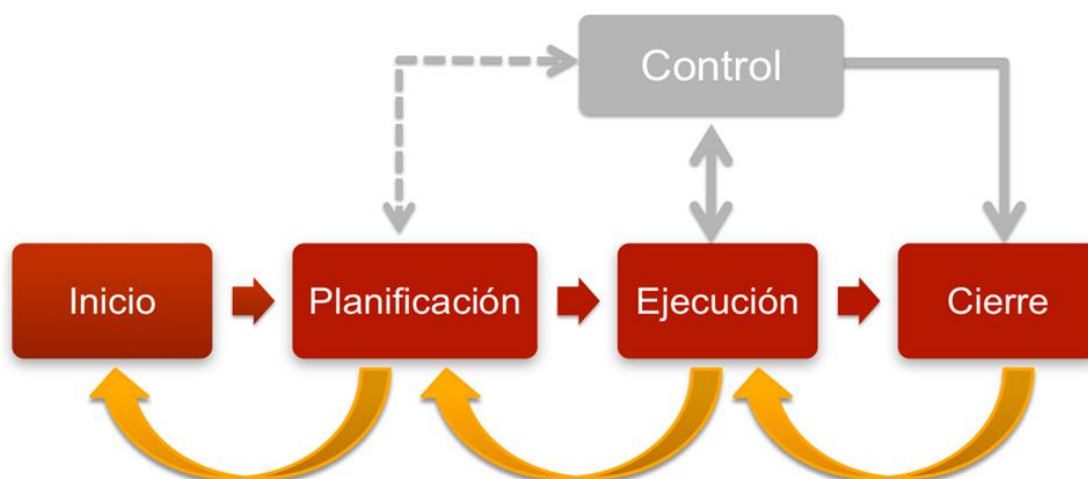 Control
Inicio
Planificación
Ejecución
Cierre